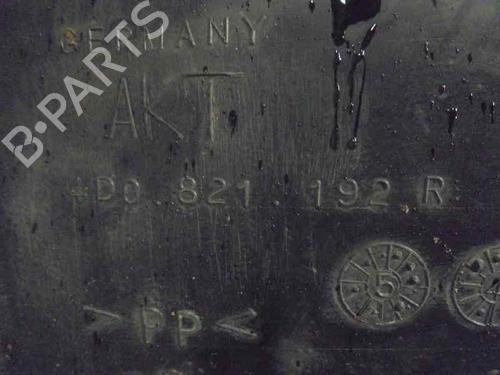 GERMANY
AKT
4D0 821 192 R
5
>PP<
B-PARTS